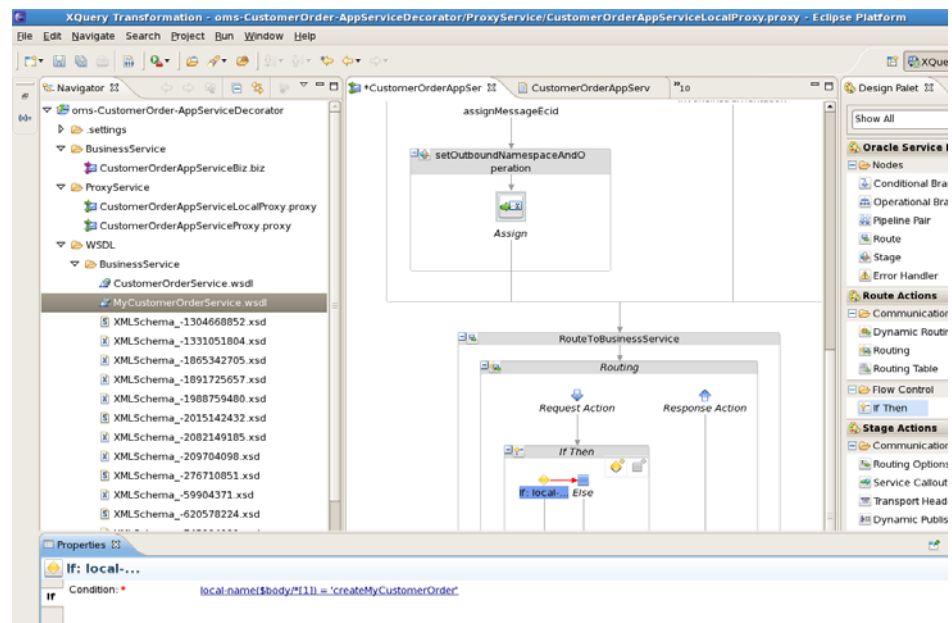 XQuery Transformation - oms-CustomerOrder-AppServiceDecorator/ProxyService/CustomerOrderAppServiceLocalProxy.proxy - Eclipse Platform
File Edit Navigate Search Project Run Window Help
XQue
Navigator
oms-CustomerOrder-AppServiceDecorator
.settings
BusinessService
CustomerOrderAppServiceBiz.biz
ProxyService
CustomerOrderAppServiceLocalProxy.proxy
CustomerOrderAppServiceProxy.proxy
WSDL
BusinessService
CustomerOrderService.wsdl
MyCustomerOrderService.wsdl
XMLSchema_-1304668852.xsd
XMLSchema_-1331051804.xsd
XMLSchema_-1865342705.xsd
XMLSchema_-1891725657.xsd
XMLSchema_-1988759480.xsd
XMLSchema_-2015142432.xsd
XMLSchema_-2082149185.xsd
XMLSchema_-209704098.xsd
XMLSchema_-276710851.xsd
XMLSchema_-59904371.xsd
XMLSchema_-620578224.xsd
*CustomerOrderAppSer
CustomerOrderAppServ
»10
assignMessageEcid
setOutboundNamespaceAndO
peration
Assign
RouteToBusinessService
Routing
Request Action
Response Action
If Then
If: local-...
Else
Design Palet
Show All
Oracle Service
Nodes
Conditional Bra
Operational Bra
Pipeline Pair
Route
Stage
Error Handler
Route Actions
Communication
Dynamic Routin
Routing
Routing Table
Flow Control
If Then
Stage Actions
Communication
Routing Options
Service Callout
Transport Head
Dynamic Publis
Properties
If: local-...
If
Condition: *
local-name($body/*[1]) = 'createMyCustomerOrder'